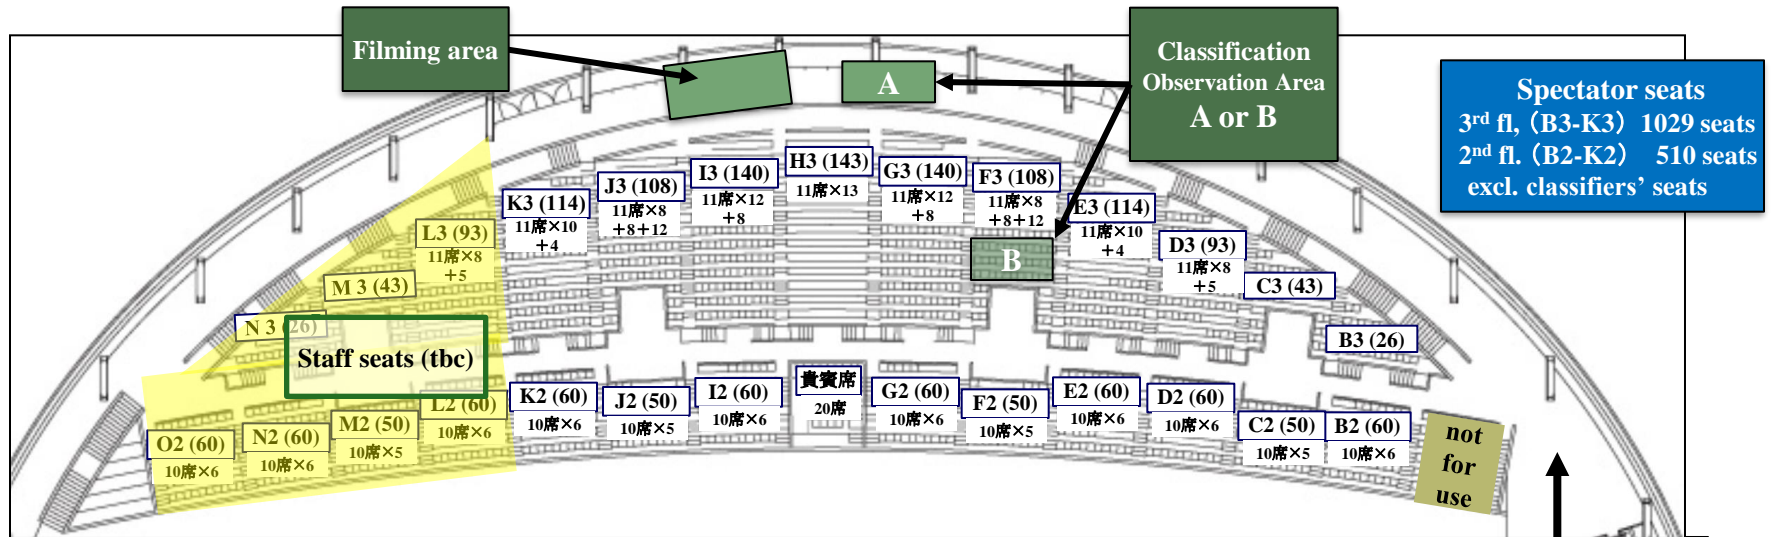 Filming area
A
Classification
Observation Area
A or B
Spectator seats
3rd fl, （B3-K3） 1029 seats
2nd fl. （B2-K2） 510 seats
excl. classifiers' seats
H3 (143)
11席×13
I3 (140)
11席×12
+8
G3 (140)
11席×12
+8
J3 (108)
11席×8
+8+12
F3 (108)
11席×8
+8+12
K3 (114)
11席×10
+4
E3 (114)
11席×10
+4
L3 (93)
11席×8
+5
D3 (93)
11席×8
+5
B
M 3 (43)
C3 (43)
N 3 (26)
B3 (26)
Staff seats (tbc)
O2 (60)
10席×6
N2 (60)
10席×6
M2 (50)
10席×5
L2 (60)
10席×6
K2 (60)
10席×6
J2 (50)
10席×5
I2 (60)
10席×6
貴賓席
20席
G2 (60)
10席×6
F2 (50)
10席×5
E2 (60)
10席×6
D2 (60)
10席×6
C2 (50)
10席×5
B2 (60)
10席×6
not
for
use